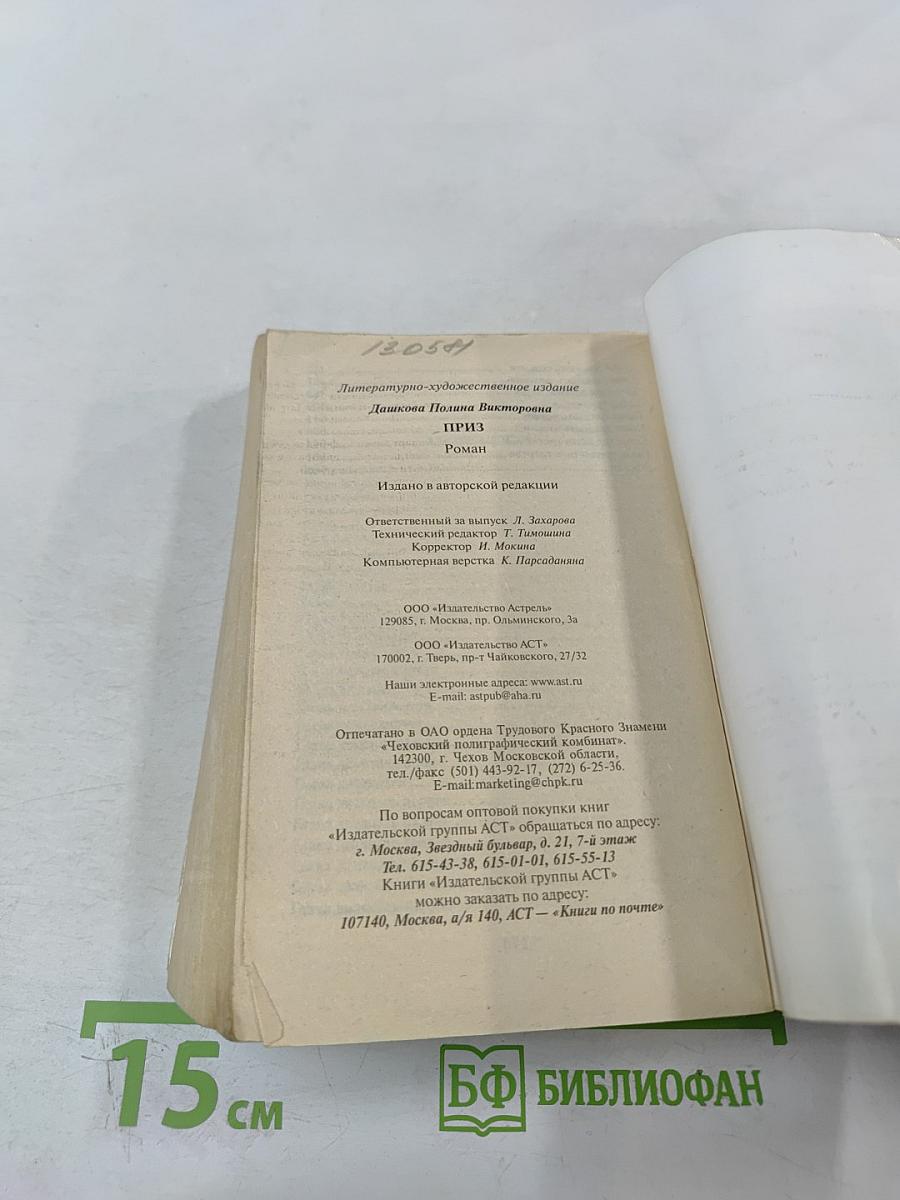 130581
Литературно-художественное издание
Дашкова Полина Викторовна
ПРИЗ
Роман
Издано в авторской редакции
Ответственный за выпуск Л. Захарова
Технический редактор Т. Тимошина
Корректор И. Мокина
Компьютерная верстка К. Парсаданяна
ООО «Издательство Астрель»
129085, г. Москва, пр. Ольминского, 3а
ООО «Издательство АСТ»
170002, г. Тверь, пр-т Чайковского, 27/32
Наши электронные адреса: www.ast.ru
E-mail: astpub@aha.ru
Отпечатано в ОАО ордена Трудового Красного Знамени
«Чеховский полиграфический комбинат».
142300, г. Чехов Московской области,
тел./факс (501) 443-92-17, (272) 6-25-36.
E-mail:marketing@chpk.ru
По вопросам оптовой покупки книг
«Издательской группы АСТ» обращаться по адресу:
г. Москва, Звездный бульвар, д. 21, 7-й этаж
Тел. 615-43-38, 615-01-01, 615-55-13
Книги «Издательской группы АСТ»
можно заказать по адресу:
107140, Москва, а/я 140, АСТ — «Книги по почте»
15 см
БФ БИБЛИОФАН